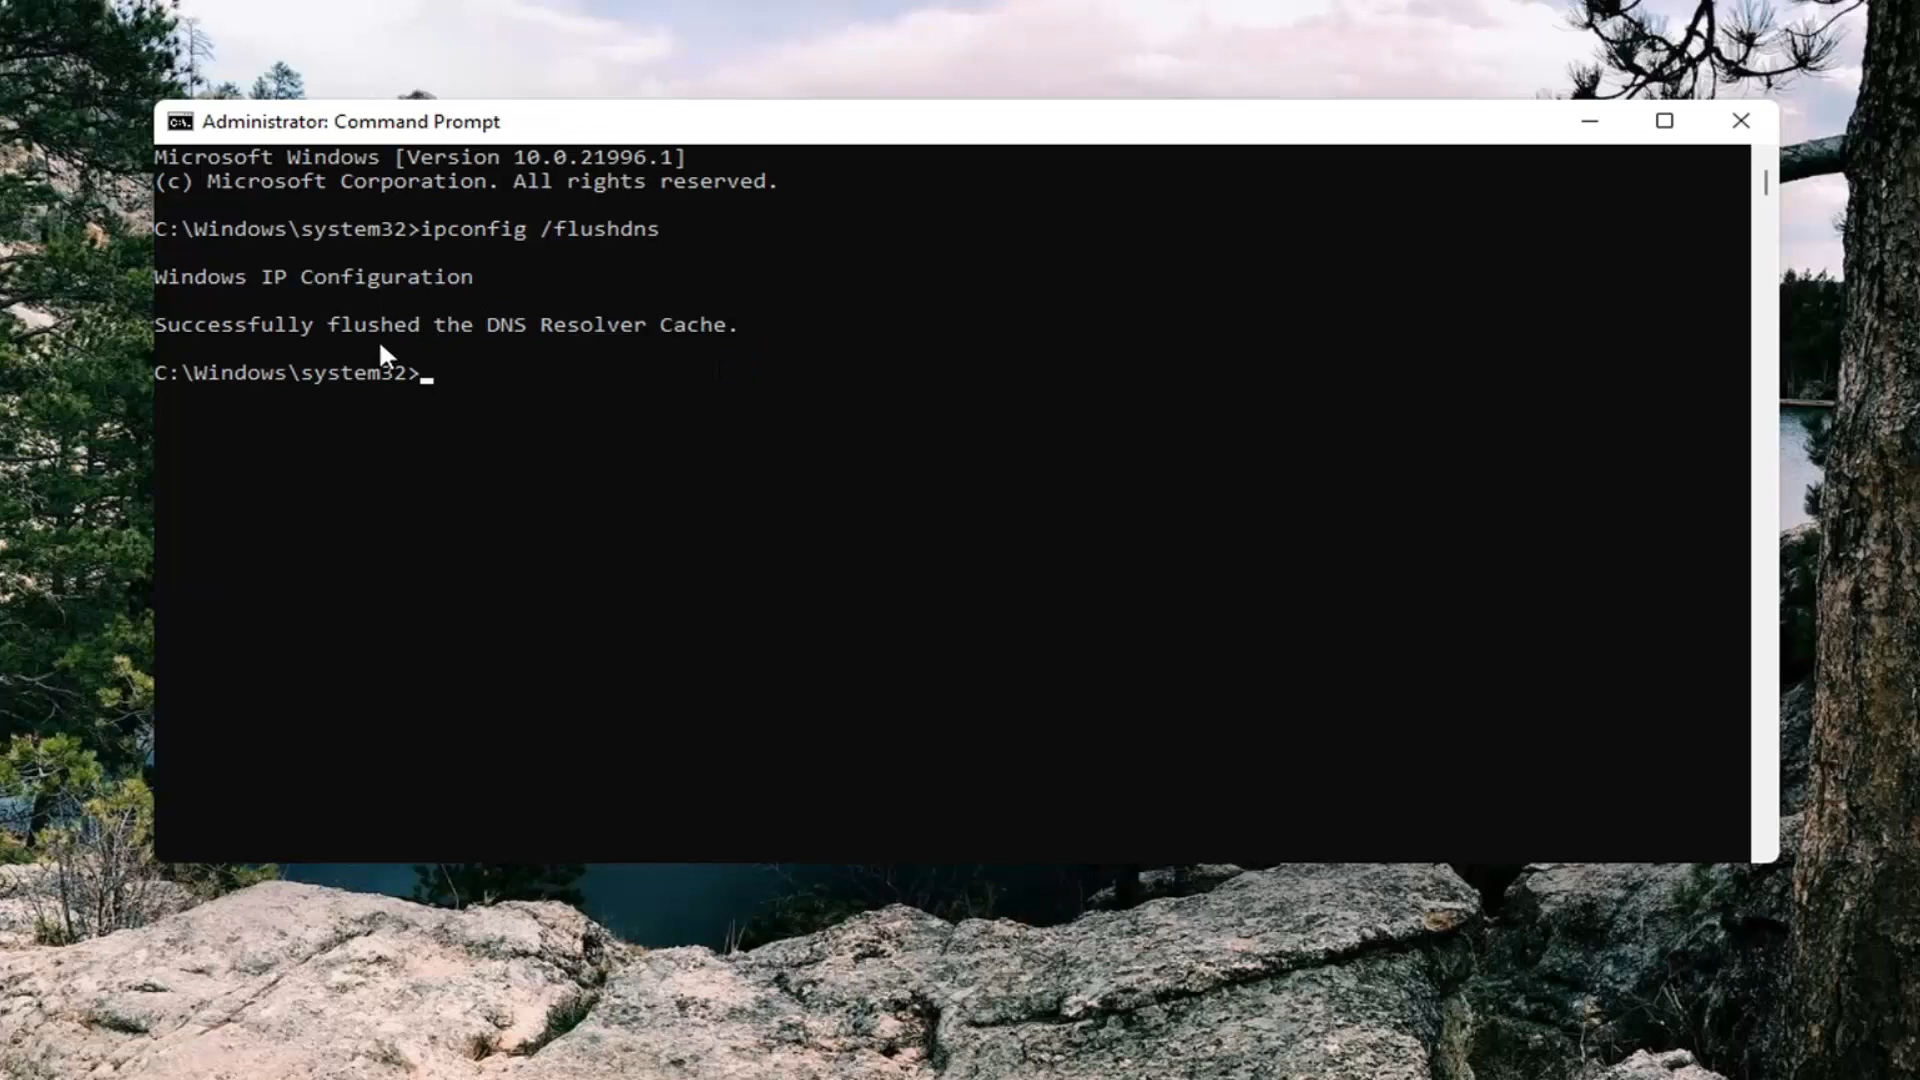 Administrator: Command Prompt
Microsoft Windows [Version 10.0.21996.1]
(c) Microsoft Corporation. All rights reserved.
C:\Windows\system32>ipconfig /flushdns
Windows IP Configuration
Successfully flushed the DNS Resolver Cache.
C:\Windows\system32>